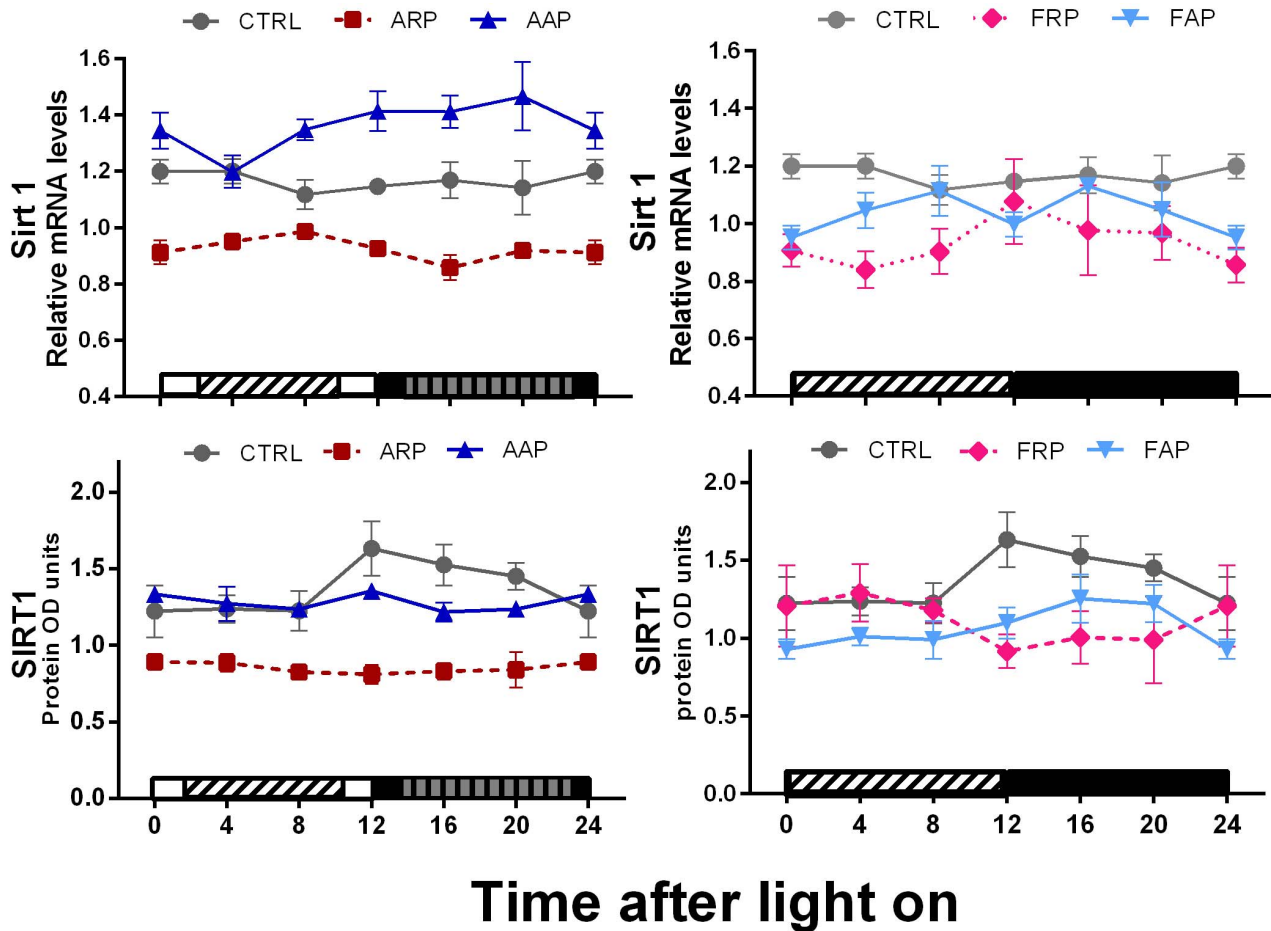 CTRL ARP AAP
Sirt 1
Relative mRNA levels
1.6
1.4
1.2
1.0
0.8
0.6
0.4
CTRL FRP FAP
Sirt 1
Relative mRNA levels
1.6
1.4
1.2
1.0
0.8
0.6
0.4
CTRL ARP AAP
SIRT1
Protein OD units
2.0
1.5
1.0
0.5
0.0
0 4 8 12 16 20 24
CTRL FRP FAP
SIRT1
protein OD units
2.0
1.5
1.0
0.5
0.0
0 4 8 12 16 20 24
Time after light on